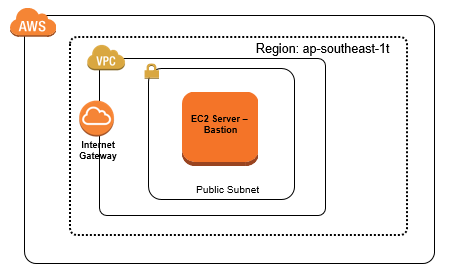 AWS
Region: ap-southeast-1t
VPC
EC2 Server –
Bastion
Internet
Gateway
Public Subnet